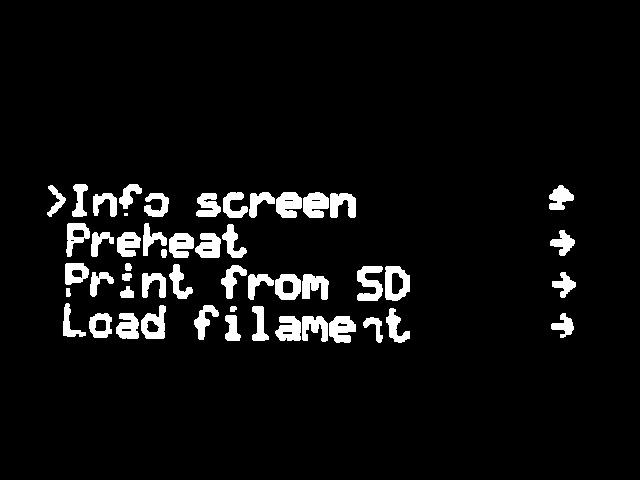 >Info screen ↑
Preheat →
Print from SD →
Load filament →